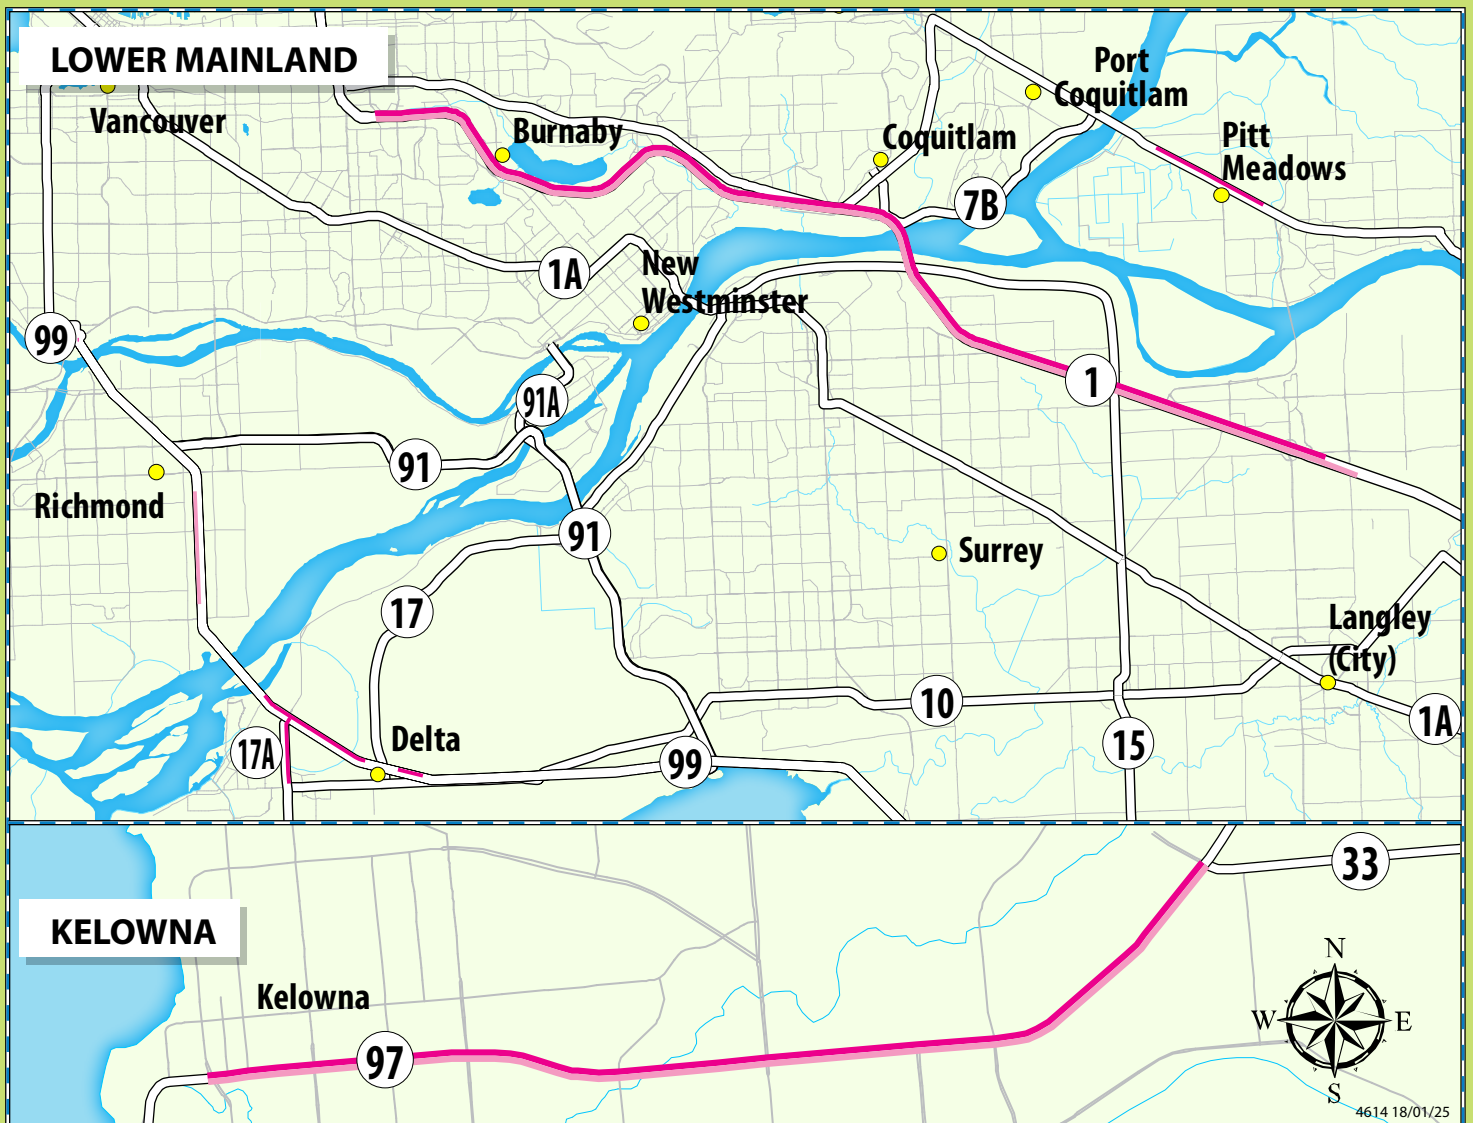 LOWER MAINLAND
Vancouver
Burnaby
Coquitlam
Port
Coquitlam
Pitt
Meadows
7B
1A
New
Westminster
99
91A
1
91
Richmond
91
Surrey
17
Langley
(City)
10
1A
17A
Delta
99
15
33
KELOWNA
Kelowna
97
N
W
E
S
4614 18/01/25